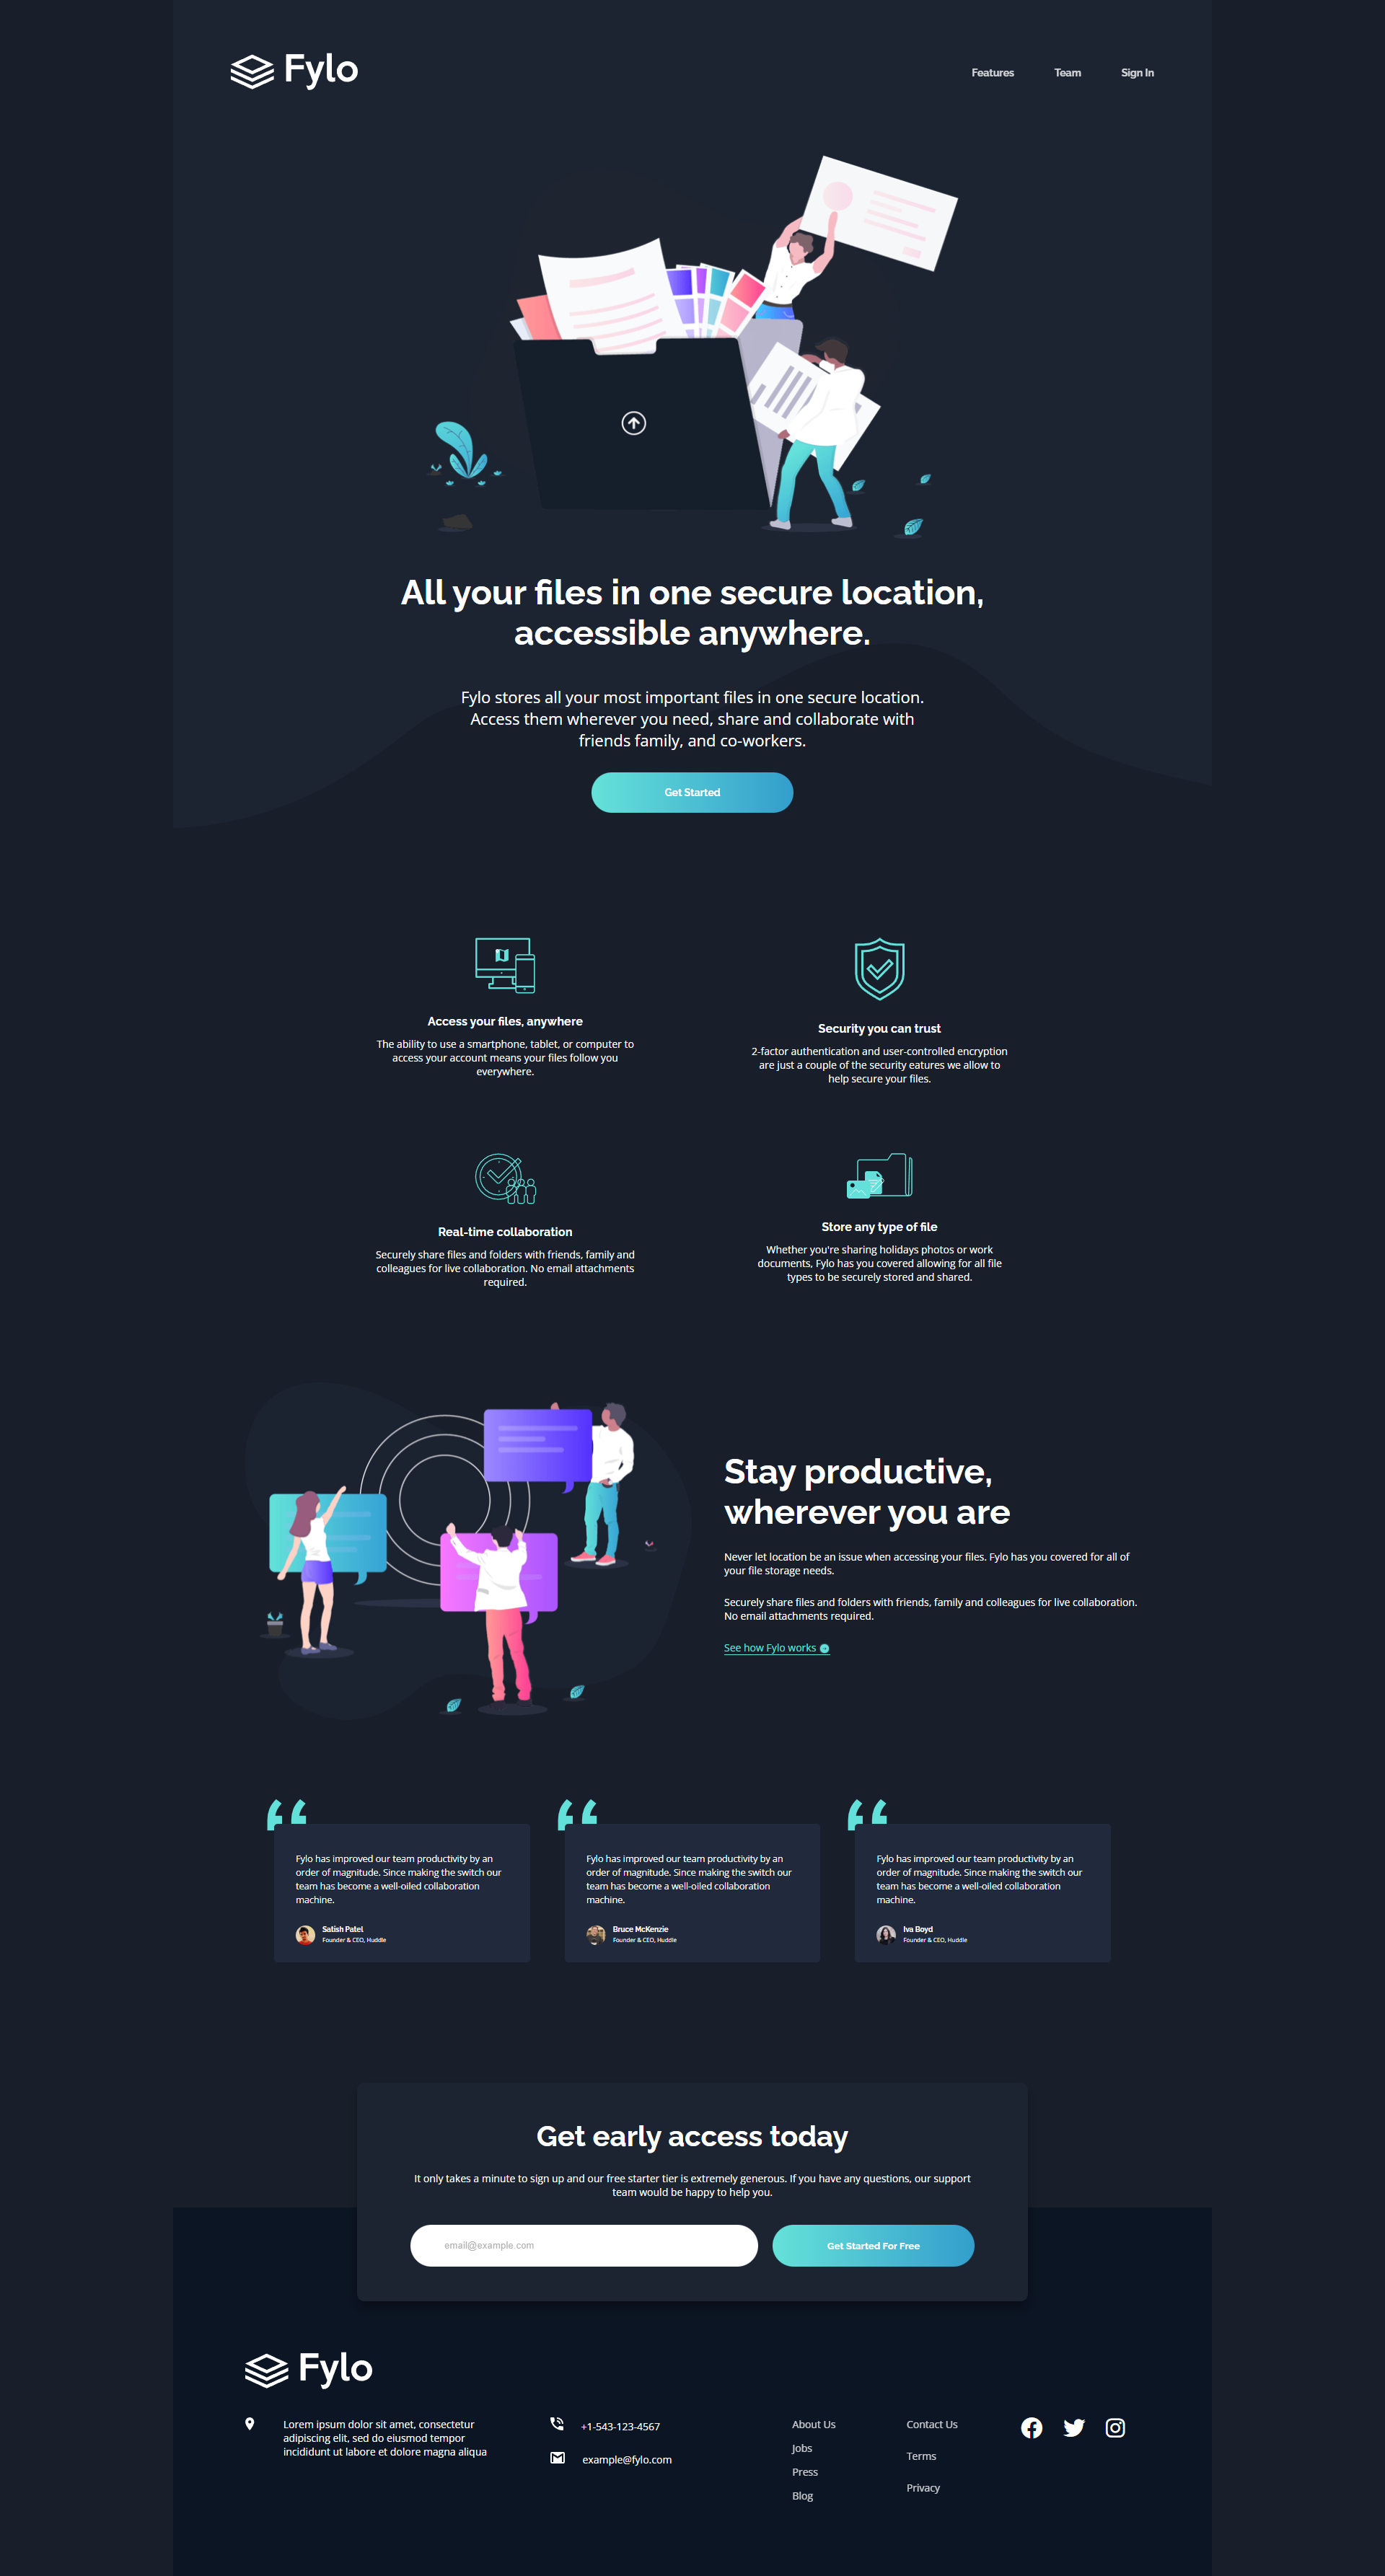 Fylo
Features
Team
Sign In
All your files in one secure location,
accessible anywhere.
Fylo stores all your most important files in one secure location.
Access them wherever you need, share and collaborate with
friends family, and co-workers.
Get Started
Access your files, anywhere
The ability to use a smartphone, tablet, or computer to
access your account means your files follow you
everywhere.
Security you can trust
2-factor authentication and user-controlled encryption
are just a couple of the security eatures we allow to
help secure your files.
Real-time collaboration
Securely share files and folders with friends, family and
colleagues for live collaboration. No email attachments
required.
Store any type of file
Whether you're sharing holidays photos or work
documents, Fylo has you covered allowing for all file
types to be securely stored and shared.
Stay productive,
wherever you are
Never let location be an issue when accessing your files. Fylo has you covered for all of
your file storage needs.
Securely share files and folders with friends, family and colleagues for live collaboration.
No email attachments required.
See how Fylo works
Fylo has improved our team productivity by an
order of magnitude. Since making the switch our
team has become a well-oiled collaboration
machine.
Satish Patel
Founder & CEO, Huddle
Fylo has improved our team productivity by an
order of magnitude. Since making the switch our
team has become a well-oiled collaboration
machine.
Bruce McKenzie
Founder & CEO, Huddle
Fylo has improved our team productivity by an
order of magnitude. Since making the switch our
team has become a well-oiled collaboration
machine.
Iva Boyd
Founder & CEO, Huddle
Get early access today
It only takes a minute to sign up and our free starter tier is extremely generous. If you have any questions, our support
team would be happy to help you.
email@example.com
Get Started For Free
Fylo
Lorem ipsum dolor sit amet, consectetur
adipiscing elit, sed do eiusmod tempor
incididunt ut labore et dolore magna aliqua
+1-543-123-4567
example@fylo.com
About Us
Jobs
Press
Blog
Contact Us
Terms
Privacy